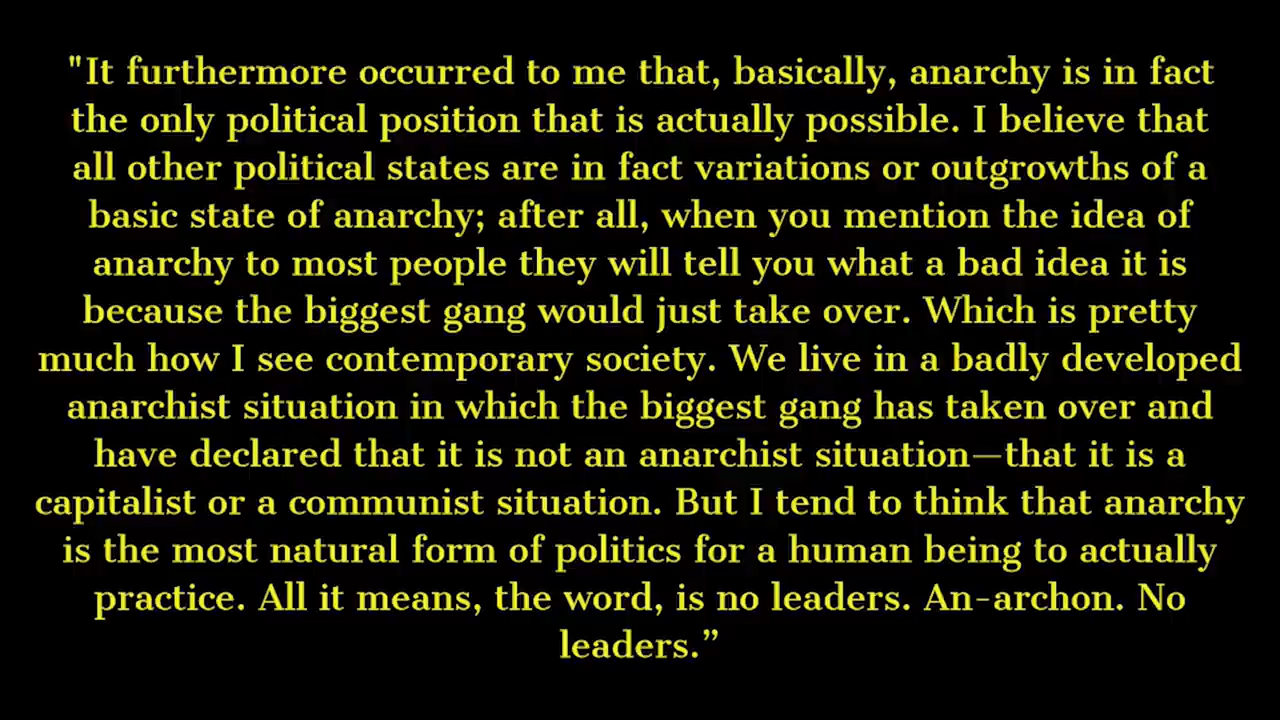 "It furthermore occurred to me that, basically, anarchy is in fact
the only political position that is actually possible. I believe that
all other political states are in fact variations or outgrowths of a
basic state of anarchy; after all, when you mention the idea of
anarchy to most people they will tell you what a bad idea it is
because the biggest gang would just take over. Which is pretty
much how I see contemporary society. We live in a badly developed
anarchist situation in which the biggest gang has taken over and
have declared that it is not an anarchist situation—that it is a
capitalist or a communist situation. But I tend to think that anarchy
is the most natural form of politics for a human being to actually
practice. All it means, the word, is no leaders. An-archon. No
leaders.”